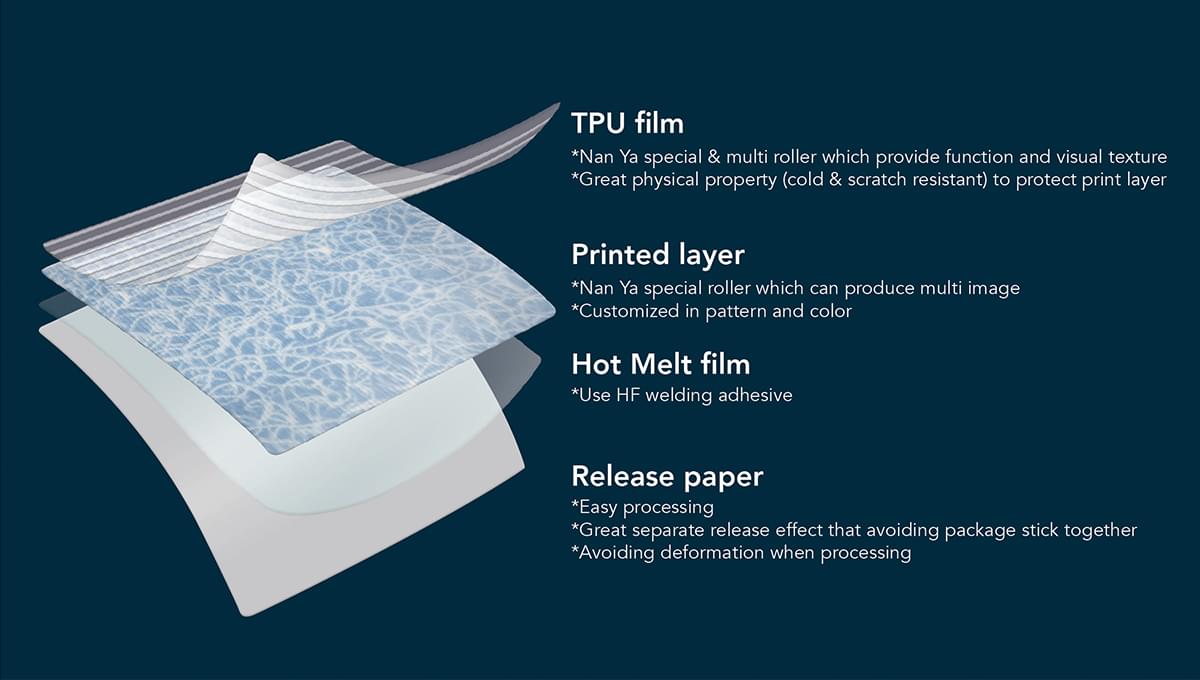 TPU film
*Nan Ya special & multi roller which provide function and visual texture
*Great physical property (cold & scratch resistant) to protect print layer
Printed layer
*Nan Ya special roller which can produce multi image
*Customized in pattern and color
Hot Melt film
*Use HF welding adhesive
Release paper
*Easy processing
*Great separate release effect that avoiding package stick together
*Avoiding deformation when processing